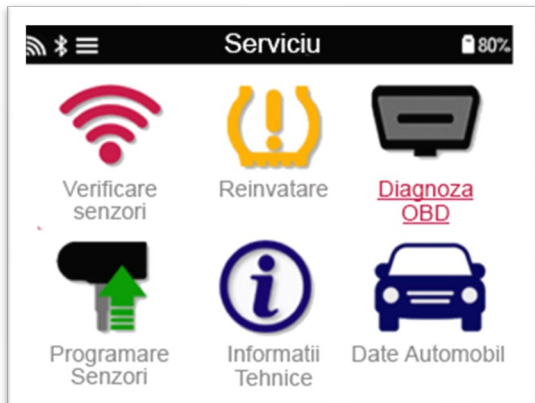 Serviciu
80%
Verificare
senzori
Reinvatare
Diagnoza
OBD
Programare
Senzori
Informatii
Tehnice
Date Automobil